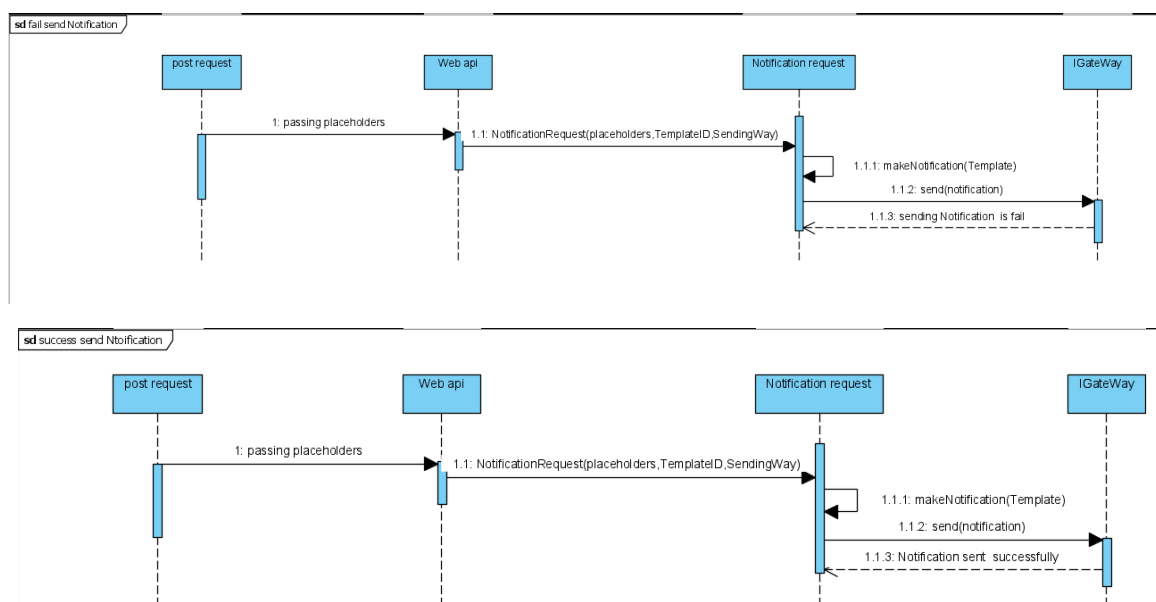 sd fail send Notification
post request
Web api
Notification request
IGateWay
1: passing placeholders
1.1: NotificationRequest(placeholders,TemplateID,SendingWay)
1.1.1: makeNotification(Template)
1.1.2: send(notification)
1.1.3: sending Notification is fail
sd success send Ntoification
post request
Web api
Notification request
IGateWay
1: passing placeholders
1.1: NotificationRequest(placeholders,TemplateID,SendingWay)
1.1.1: makeNotification(Template)
1.1.2: send(notification)
1.1.3: Notification sent successfully